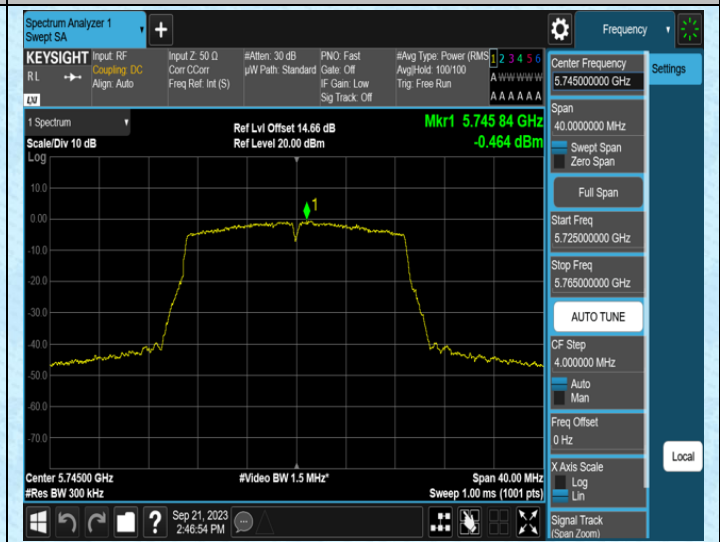 Spectrum Analyzer 1
Swept SA
+
Frequency
KEYSIGHT
RL
LXI
Input: RF
Coupling: DC
Align: Auto
Input Z: 50 Ω
Corr CCorr
Freq Ref: Int (S)
#Atten: 30 dB
µW Path: Standard
PNO: Fast
Gate: Off
IF Gain: Low
Sig Track: Off
#Avg Type: Power (RMS
Avg|Hold: 100/100
Trig: Free Run
1 2 3 4 5 6
A W W W W W
A A A A A A
1 Spectrum
Scale/Div 10 dB
Log
Ref Lvl Offset 14.66 dB
Ref Level 20.00 dBm
Mkr1 5.745 84 GHz
-0.464 dBm
1
10.0
0.00
-10.0
-20.0
-30.0
-40.0
-50.0
-60.0
-70.0
Center 5.74500 GHz
#Res BW 300 kHz
#Video BW 1.5 MHz*
Span 40.00 MHz
Sweep 1.00 ms (1001 pts)
?
Sep 21, 2023
2:46:54 PM
Center Frequency
5.745000000 GHz
Span
40.0000000 MHz
Swept Span
Zero Span
Full Span
Start Freq
5.725000000 GHz
Stop Freq
5.765000000 GHz
AUTO TUNE
CF Step
4.000000 MHz
Auto
Man
Freq Offset
0 Hz
X Axis Scale
Log
Lin
Signal Track
(Span Zoom)
Settings
Local